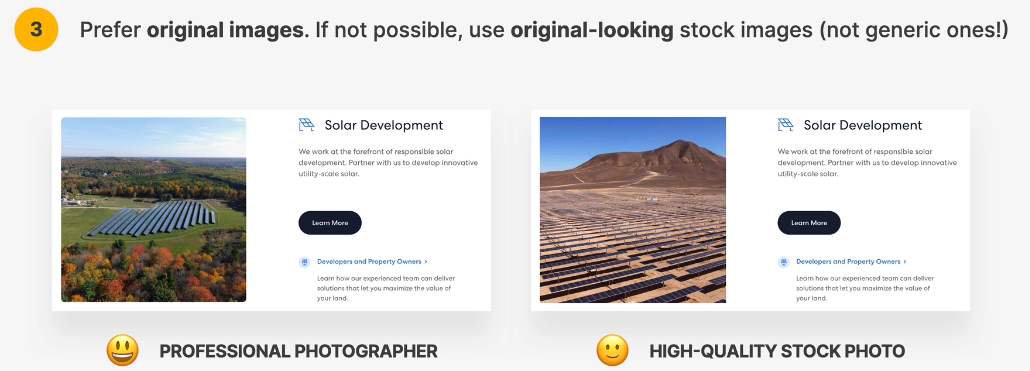 3 Prefer original images. If not possible, use original-looking stock images (not generic ones!)
Solar Development
We work at the forefront of responsible solar
development. Partner with us to develop innovative
utility-scale solar.
Learn More
Developers and Property Owners >
Learn how our experienced team can deliver
solutions that let you maximize the value of
your land.
PROFESSIONAL PHOTOGRAPHER
Solar Development
We work at the forefront of responsible solar
development. Partner with us to develop innovative
utility-scale solar.
Learn More
Developers and Property Owners >
Learn how our experienced team can deliver
solutions that let you maximize the value of
your land.
HIGH-QUALITY STOCK PHOTO